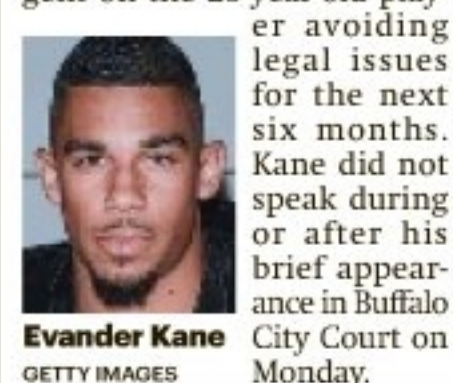 er avoiding
legal issues
for the next
six months.
Kane did not
speak during
or after his
brief appear-
ance in Buffalo
City Court on
Monday.
Evander Kane
GETTY IMAGES